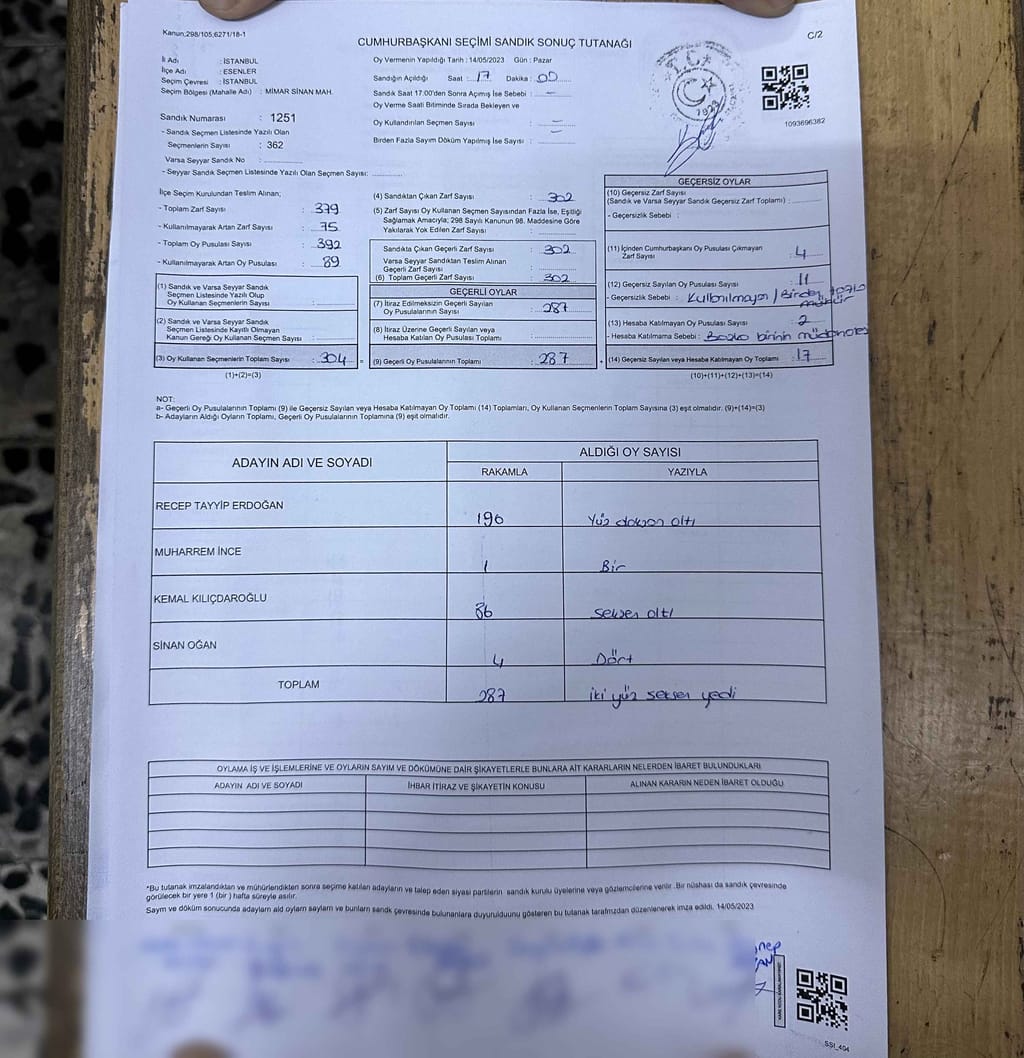 Kanun,298/105,6271/18-1
C/2
CUMHURBAŞKANI SEÇİMİ SANDIK SONUÇ TUTANAĞI
İl Adı : İSTANBUL
İlçe Adı : ESENLER
Seçim Çevresi : İSTANBUL
Seçim Bölgesi (Mahalle Adı) : MİMAR SİNAN MAH.
Sandık Numarası : 1251
- Sandık Seçmen Listesinde Yazılı Olan
Seçmenlerin Sayısı : 362
Varsa Seyyar Sandık No :
- Seyyar Sandık Seçmen Listesinde Yazılı Olan Seçmen Sayısı:
Oy Vermenin Yapıldığı Tarih : 14/05/2023 Gün : Pazar
Sandığın Açıldığı Saat : 17 Dakika : 00
Sandık Saat 17.00'den Sonra Açımış İse Sebebi : —
Oy Verme Saati Bitiminde Sırada Bekleyen ve
Oy Kullandırılan Seçmen Sayısı : —
Birden Fazla Sayım Döküm Yapılmış İse Sayısı : —
T.C.
1923
1093696382
İlçe Seçim Kurulundan Teslim Alınan;
- Toplam Zarf Sayısı : 379
- Kullanılmayarak Artan Zarf Sayısı : 75
- Toplam Oy Pusulası Sayısı : 392
- Kullanılmayarak Artan Oy Pusulası : 89
(1) Sandık ve Varsa Seyyar Sandık
Seçmen Listesinde Yazılı Olup
Oy Kullanan Seçmenlerin Sayısı :
(2) Sandık ve Varsa Seyyar Sandık
Seçmen Listesinde Kayıtlı Olmayan
Kanun Gereği Oy Kullanan Seçmen Sayısı :
(3) Oy Kullanan Seçmenlerin Toplam Sayısı : 304 =
(1)+(2)=(3)
(4) Sandıktan Çıkan Zarf Sayısı : 302
(5) Zarf Sayısı Oy Kullanan Seçmen Sayısından Fazla İse, Eşitliği
Sağlamak Amacıyla; 298 Sayılı Kanunun 98. Maddesine Göre
Yakılarak Yok Edilen Zarf Sayısı :
Sandıkta Çıkan Geçerli Zarf Sayısı : 302
Varsa Seyyar Sandıktan Teslim Alınan
Geçerli Zarf Sayısı :
(6) Toplam Geçerli Zarf Sayısı : 302
GEÇERLİ OYLAR
(7) İtiraz Edilmeksizin Geçerli Sayılan
Oy Pusulalarının Sayısı : 287
(8) İtiraz Üzerine Geçerli Sayılan veya
Hesaba Katılan Oy Pusulası Toplamı :
(9) Geçerli Oy Pusulalarının Toplamı : 287 +
GEÇERSİZ OYLAR
(10) Geçersiz Zarf Sayısı
(Sandık ve Varsa Seyyar Sandık Geçersiz Zarf Toplamı) :
- Geçersizlik Sebebi :
(11) İçinden Cumhurbaşkanı Oy Pusulası Çıkmayan
Zarf Sayısı : 4
(12) Geçersiz Sayılan Oy Pusulası Sayısı : 11
- Geçersizlik Sebebi : Kullanılmayan / Birden fazla
mühür
(13) Hesaba Katılmayan Oy Pusulası Sayısı : 2
- Hesaba Katılmama Sebebi : birinin
(14) Geçersiz Sayılan veya Hesaba Katılmayan Oy Toplamı : 17
(10)+(11)+(12)+(13)=(14)
NOT:
a- Geçerli Oy Pusulalarının Toplamı (9) ile Geçersiz Sayılan veya Hesaba Katılmayan Oy Toplamı (14) Toplamları, Oy Kullanan Seçmenlerin Toplam Sayısına (3) eşit olmalıdır. (9)+(14)=(3)
b- Adayların Aldığı Oyların Toplamı, Geçerli Oy Pusulalarının Toplamına (9) eşit olmalıdır.
ADAYIN ADI VE SOYADI
ALDIĞI OY SAYISI
RAKAMLA YAZIYLA
RECEP TAYYİP ERDOĞAN 196 Yüz doksan altı
MUHARREM İNCE 1 Bir
KEMAL KILIÇDAROĞLU 86 seksen altı
SİNAN OĞAN 4 Dört
TOPLAM 287 iki yüz seksen yedi
OYLAMA İŞ VE İŞLEMLERİNE VE OYLARIN SAYIM VE DÖKÜMÜNE DAİR ŞİKAYETLERLE BUNLARA AİT KARARLARIN NELERDEN İBARET BULUNDUKLARI
ADAYIN ADI VE SOYADI İHBAR İTİRAZ VE ŞİKAYETİN KONUSU ALINAN KARARIN NEDEN İBARET OLDUĞU
*Bu tutanak imzalandıktan ve mühürlendikten sonra seçime katılan adayların ve talep eden siyasi partilerin sandık kurulu üyelerine veya gözlemcilerine verilir .Bir nüshası da sandık çevresinde
görülecek bir yere 1 (bir ) hafta süreyle asılır.
Sayım ve döküm sonucunda adayların ald oyların sayların ve bunların sandk çevresinde bulunanlara duyurulduunu gösteren bu tutanak tarafmzdan düzenlenerek imza edildi. 14/05/2023
SSI_404